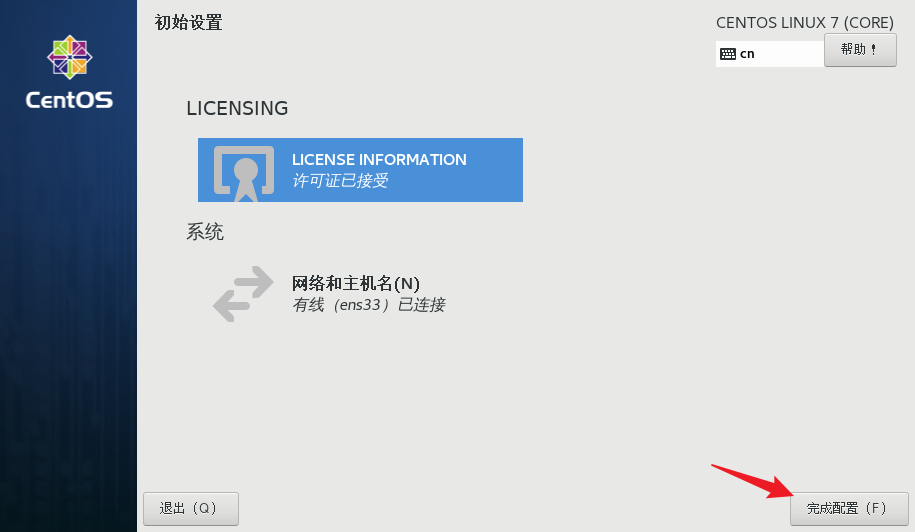 初始设置
CENTOS LINUX 7 (CORE)
cn
帮助！
CentOS
LICENSING
LICENSE INFORMATION
许可证已接受
系统
网络和主机名(N)
有线（ens33）已连接
退出（Q）
完成配置（F）